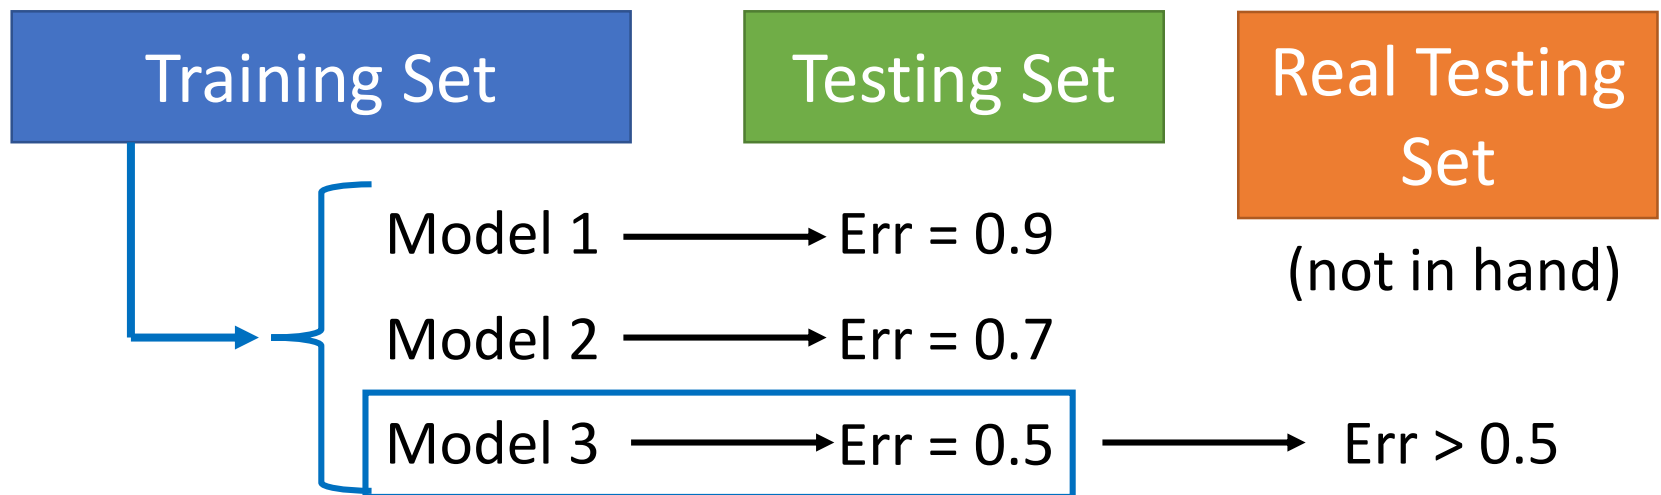 Training Set
Testing Set
Real Testing
Set
(not in hand)
Model 1
Err = 0.9
Model 2
Err = 0.7
Model 3
Err = 0.5
Err > 0.5